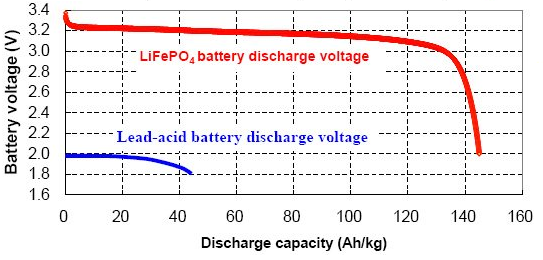 Battery voltage (V)
3.4
3.2
3.0
2.8
2.6
2.4
2.2
2.0
1.8
1.6
LiFePO₄ battery discharge voltage
Lead-acid battery discharge voltage
0 20 40 60 80 100 120 140 160
Discharge capacity (Ah/kg)